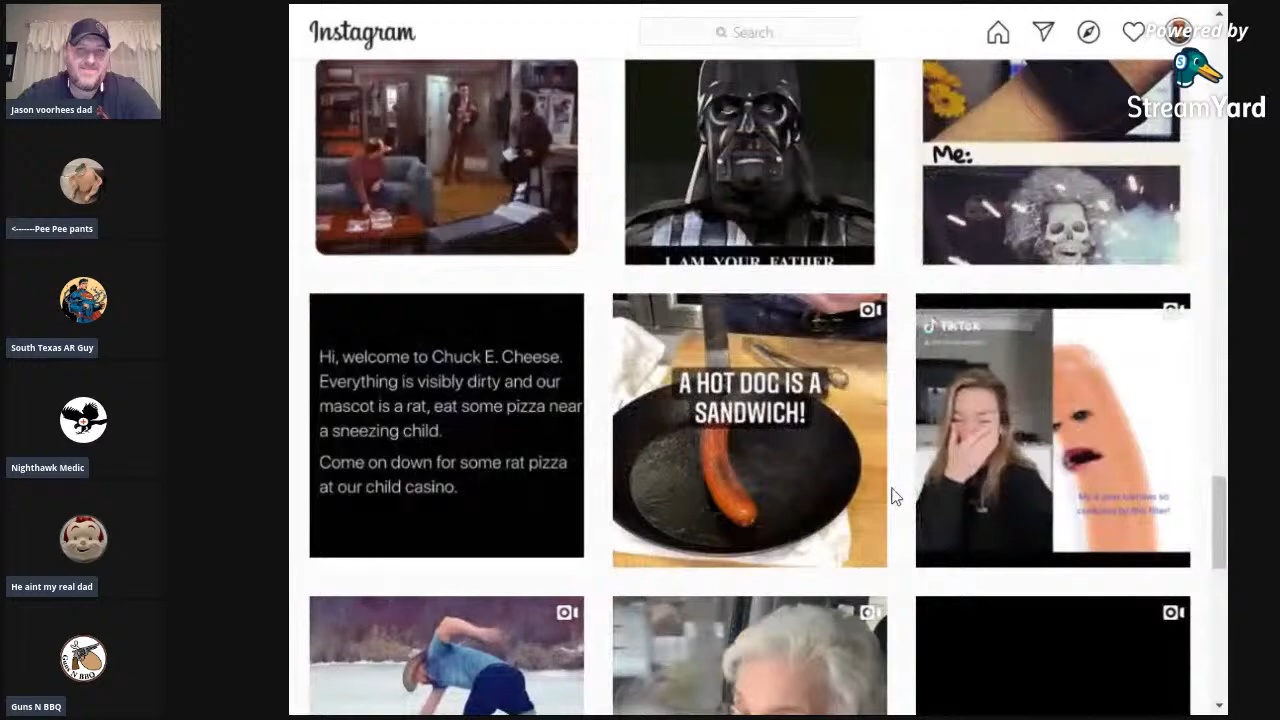 Instagram
Search
Powered by
StreamYard
Jason voorhees dad
<-------Pee Pee pants
South Texas AR Guy
Nighthawk Medic
He aint my real dad
Guns N BBQ
I AM YOUR FATHER
Me:
Hi, welcome to Chuck E. Cheese.
Everything is visibly dirty and our
mascot is a rat, eat some pizza near
a sneezing child.
Come on down for some rat pizza
at our child casino.
A HOT DOG IS A
SANDWICH!
TikTok